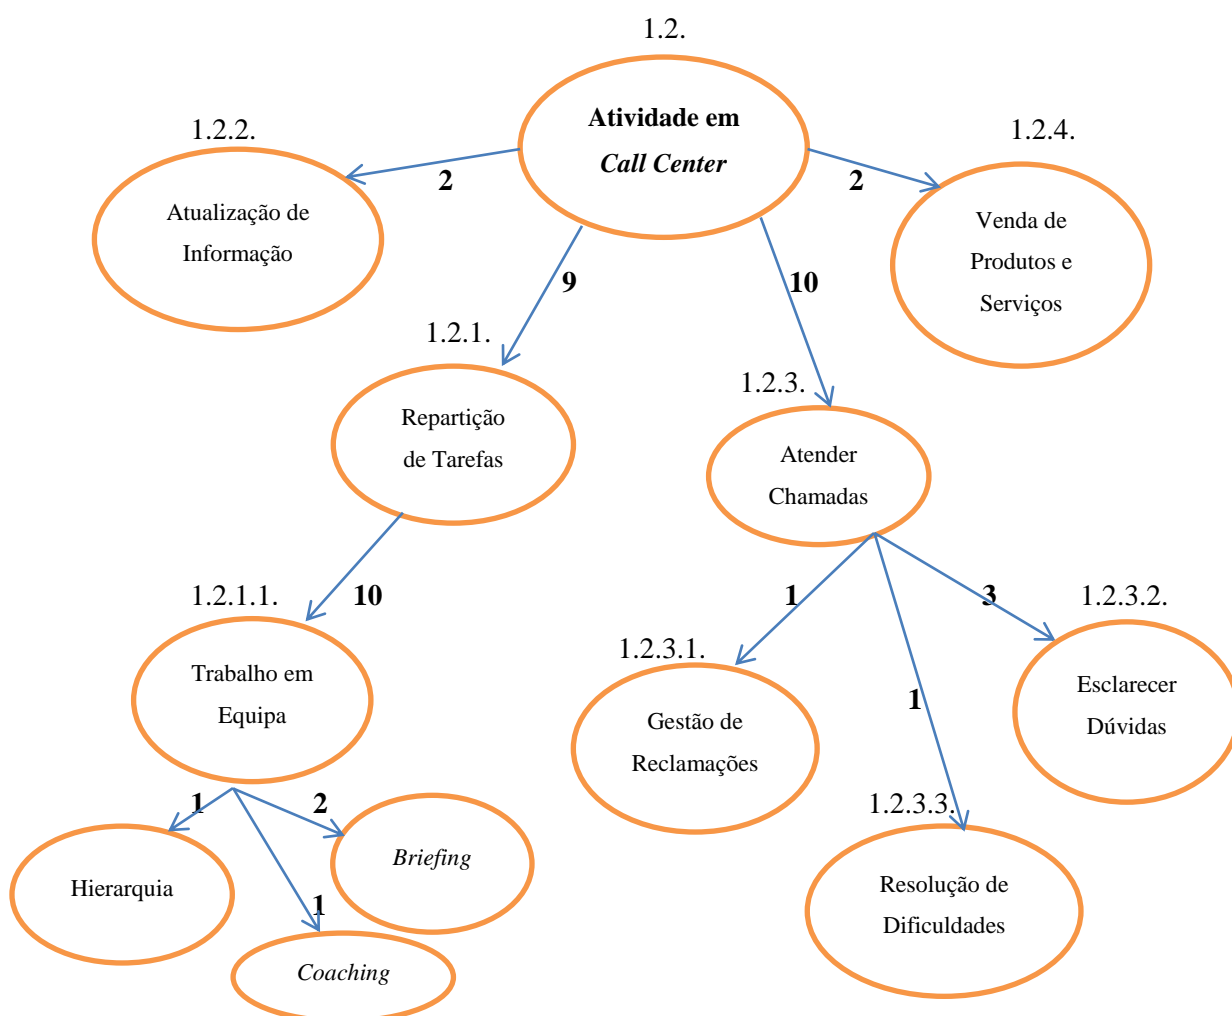 1.2.
Atividade em
Call Center
1.2.2.
Atualização de
Informação
2
2
1.2.4.
Venda de
Produtos e
Serviços
9
10
1.2.1.
Repartição
de Tarefas
1.2.3.
Atender
Chamadas
10
1.2.1.1.
Trabalho em
Equipa
1
3
1
1.2.3.1.
Gestão de
Reclamações
1.2.3.2.
Esclarecer
Dúvidas
1.2.3.3.
Resolução de
Dificuldades
1
2
1
Hierarquia
Briefing
Coaching